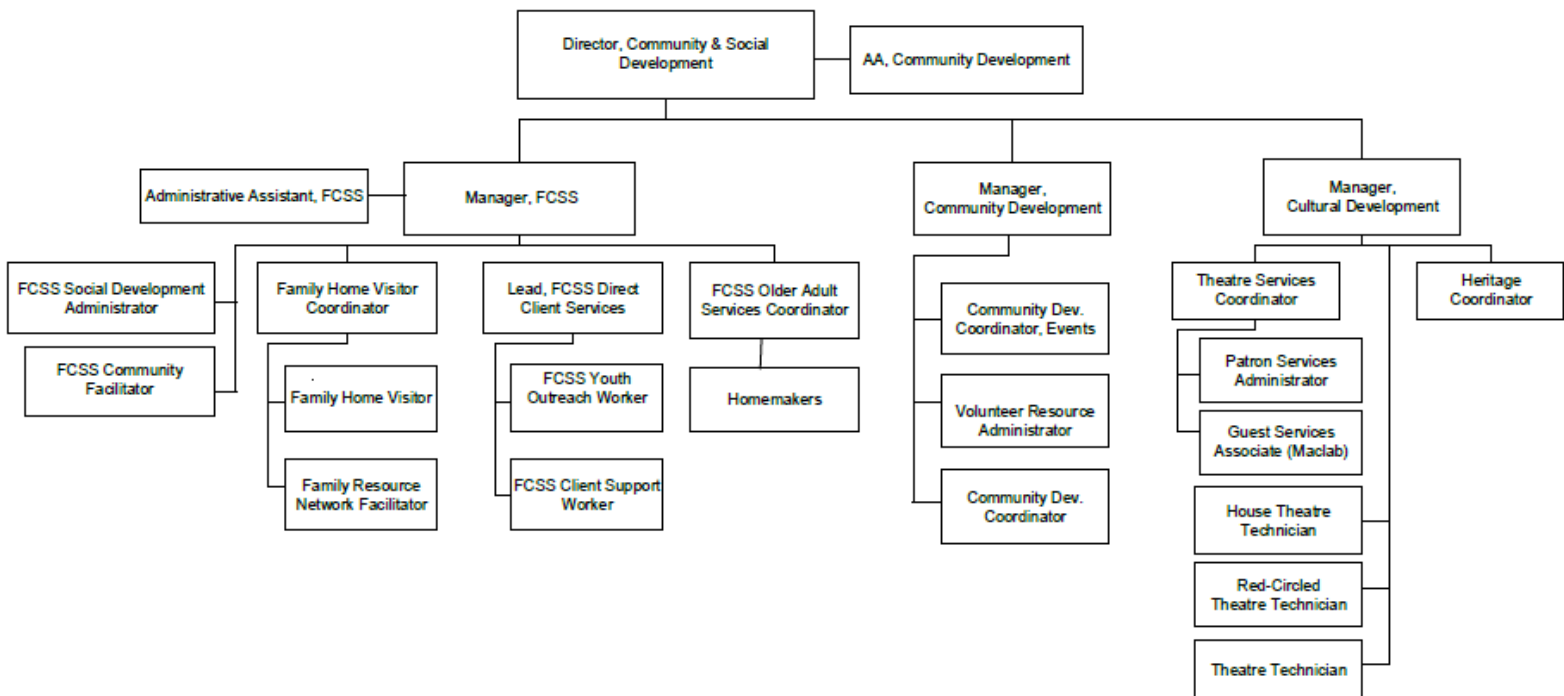 Director, Community & Social
Development
AA, Community Development
Administrative Assistant, FCSS
Manager, FCSS
Manager,
Community Development
Manager,
Cultural Development
FCSS Social Development
Administrator
Family Home Visitor
Coordinator
Lead, FCSS Direct
Client Services
FCSS Older Adult
Services Coordinator
Theatre Services
Coordinator
Heritage
Coordinator
FCSS Community
Facilitator
Family Home Visitor
FCSS Youth
Outreach Worker
Homemakers
Community Dev.
Coordinator, Events
Patron Services
Administrator
Volunteer Resource
Administrator
Guest Services
Associate (Maclab)
Family Resource
Network Facilitator
FCSS Client Support
Worker
Community Dev.
Coordinator
House Theatre
Technician
Red-Circled
Theatre Technician
Theatre Technician